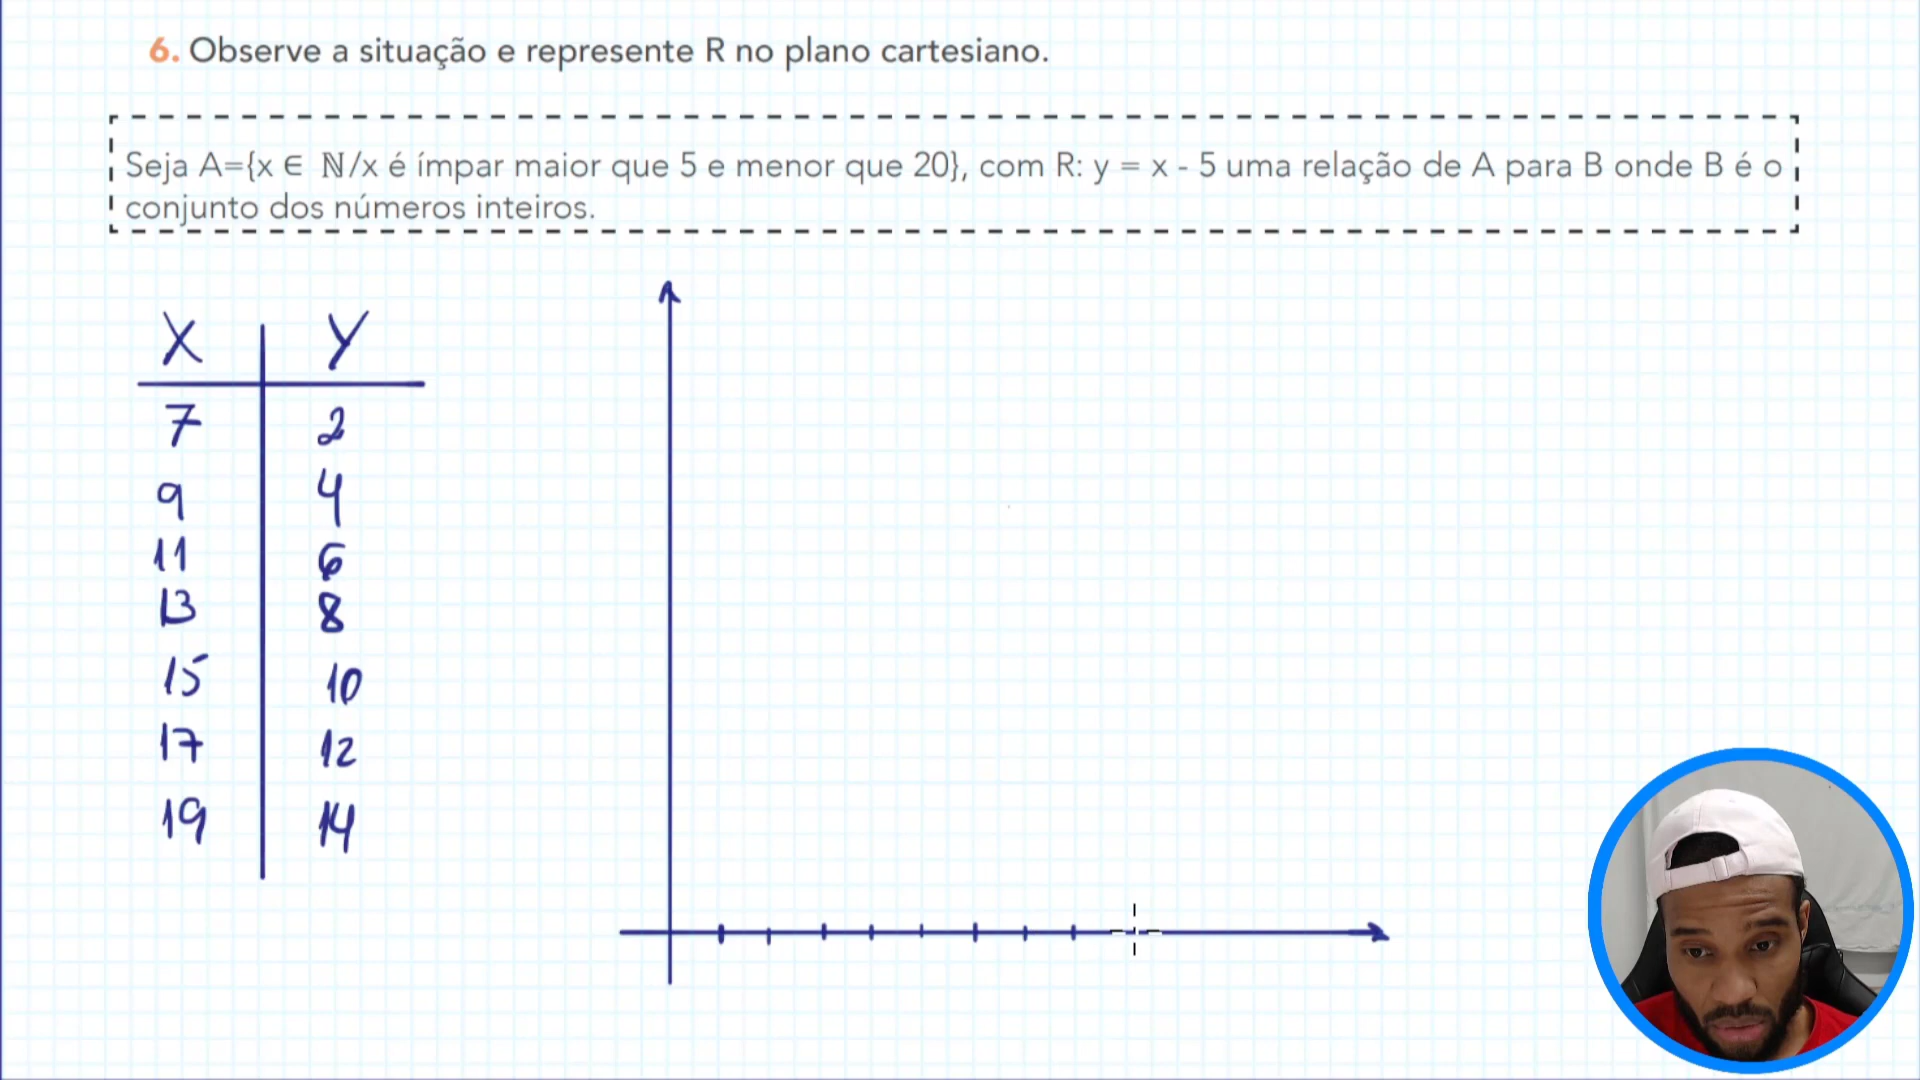 6. Observe a situação e represente R no plano cartesiano.
Seja A={x ∈ ℕ/x é ímpar maior que 5 e menor que 20}, com R: y = x - 5 uma relação de A para B onde B é o
conjunto dos números inteiros.
X Y
7 2
9 4
11 6
13 8
15 10
17 12
19 14